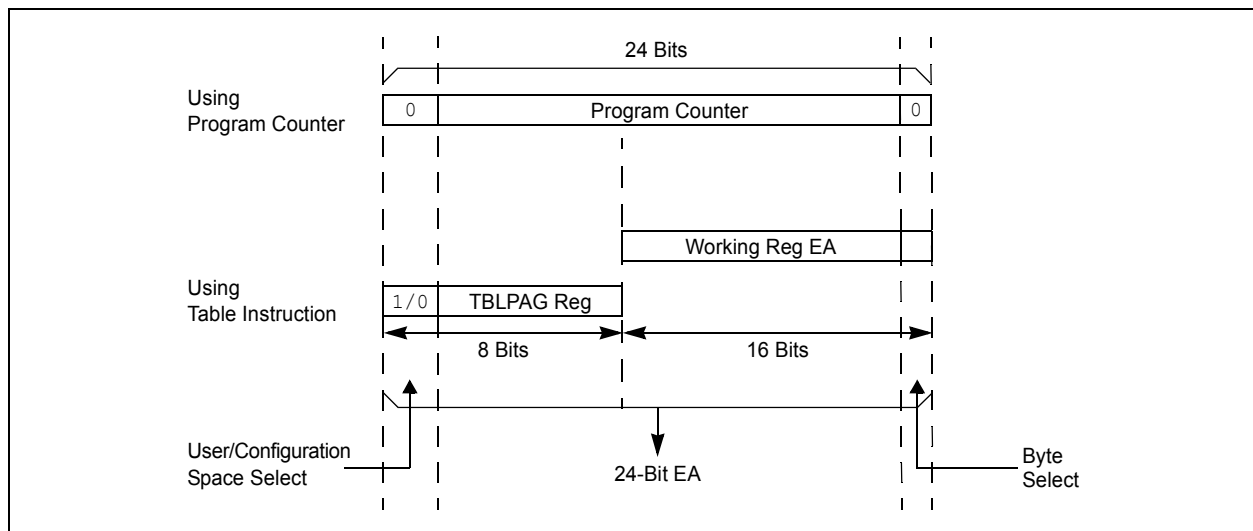 24 Bits
Using
Program Counter
0
Program Counter
0
Working Reg EA
Using
Table Instruction
1/0
TBLPAG Reg
8 Bits
16 Bits
User/Configuration
Space Select
24-Bit EA
Byte
Select